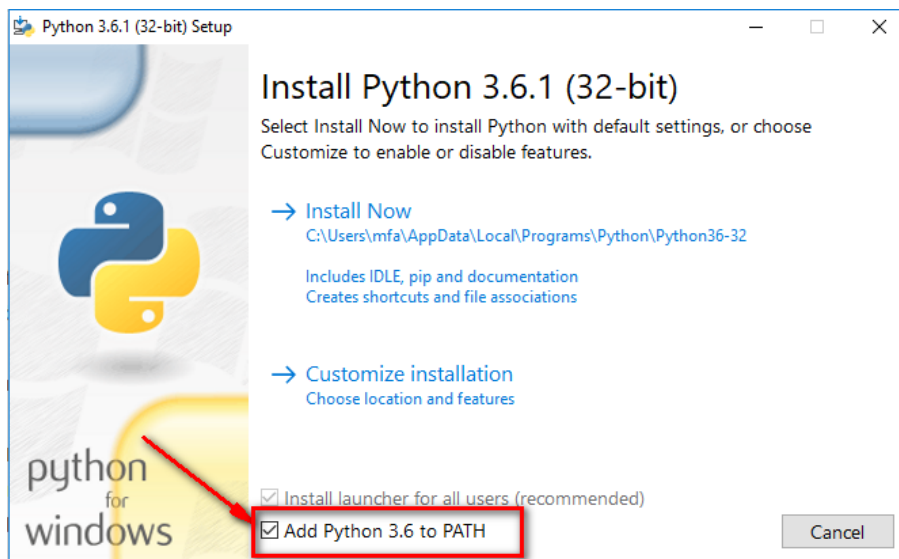 Python 3.6.1 (32-bit) Setup
Install Python 3.6.1 (32-bit)
Select Install Now to install Python with default settings, or choose
Customize to enable or disable features.
Install Now
C:\Users\mfa\AppData\Local\Programs\Python\Python36-32
Includes IDLE, pip and documentation
Creates shortcuts and file associations
Customize installation
Choose location and features
python
for
windows
Install launcher for all users (recommended)
Add Python 3.6 to PATH
Cancel